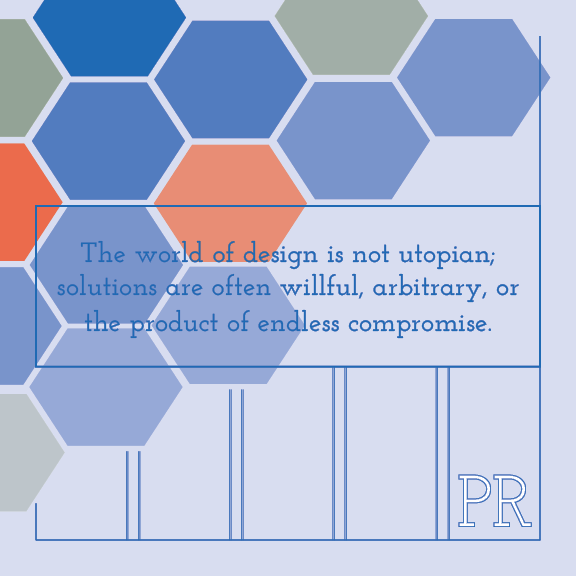 The world of design is not utopian;
solutions are often willful, arbitrary, or
the product of endless compromise.
PR